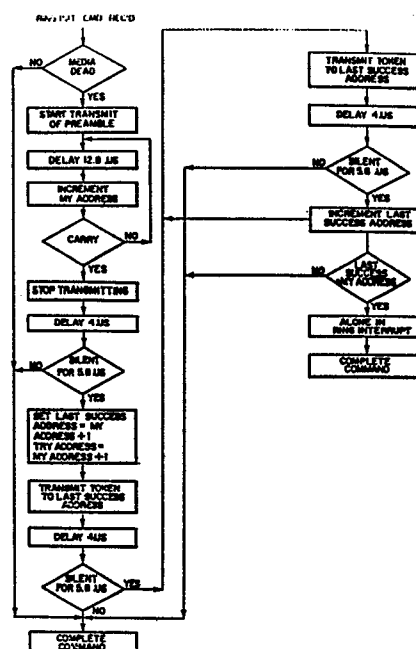 CMD REC'D
MEDIA
DEAD
NO
YES
START TRANSMIT
OF PREAMBLE
DELAY 12.8 µS
INCREMENT
MY ADDRESS
CARRY
NO
YES
STOP TRANSMITTING
DELAY 4 µS
SILENT
FOR 5.8 µS
NO
YES
SET LAST SUCCESS
ADDRESS = MY
ADDRESS +1
TRY ADDRESS=
MY ADDRESS +1
TRANSMIT TOKEN
TO LAST SUCCESS
ADDRESS
DELAY 4µS
SILENT
FOR 5.8 µS
YES
NO
COMPLETE
COMMAND
TRANSMIT TOKEN
TO LAST SUCCESS
ADDRESS
DELAY 4 µS
NO
SILENT
FOR 5.8 µS
YES
INCREMENT LAST
SUCCESS ADDRESS
NO
LAST
SUCCESS
MY ADDRESS
YES
ALONE IN
RING INTERRUPT
COMPLETE
COMMAND